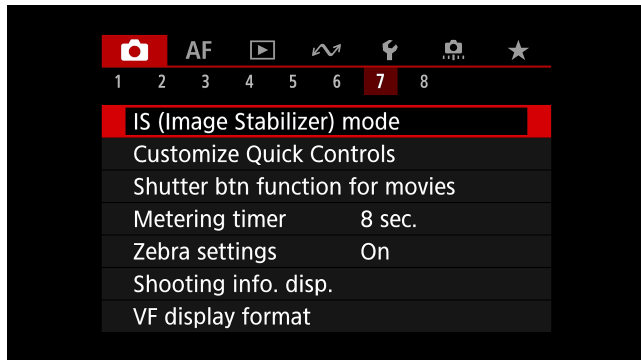 AF
1 2 3 4 5 6 7 8
IS (Image Stabilizer) mode
Customize Quick Controls
Shutter btn function for movies
Metering timer 8 sec.
Zebra settings On
Shooting info. disp.
VF display format